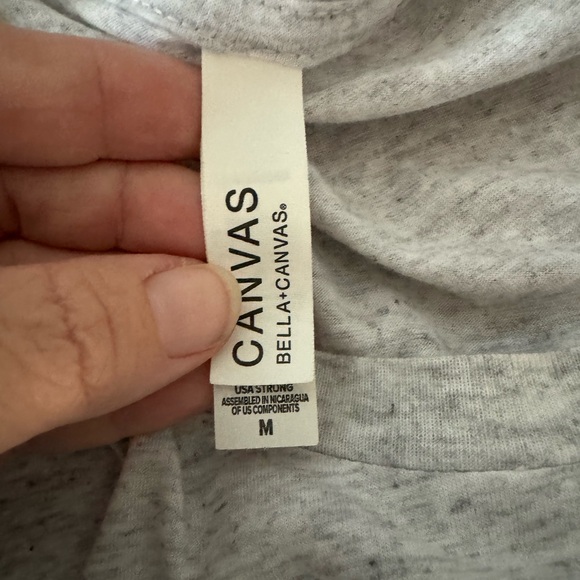 CANVAS
BELLA+CANVAS®
USA STRONG
ASSEMBLED IN NICARAGUA
OF US COMPONENTS
M